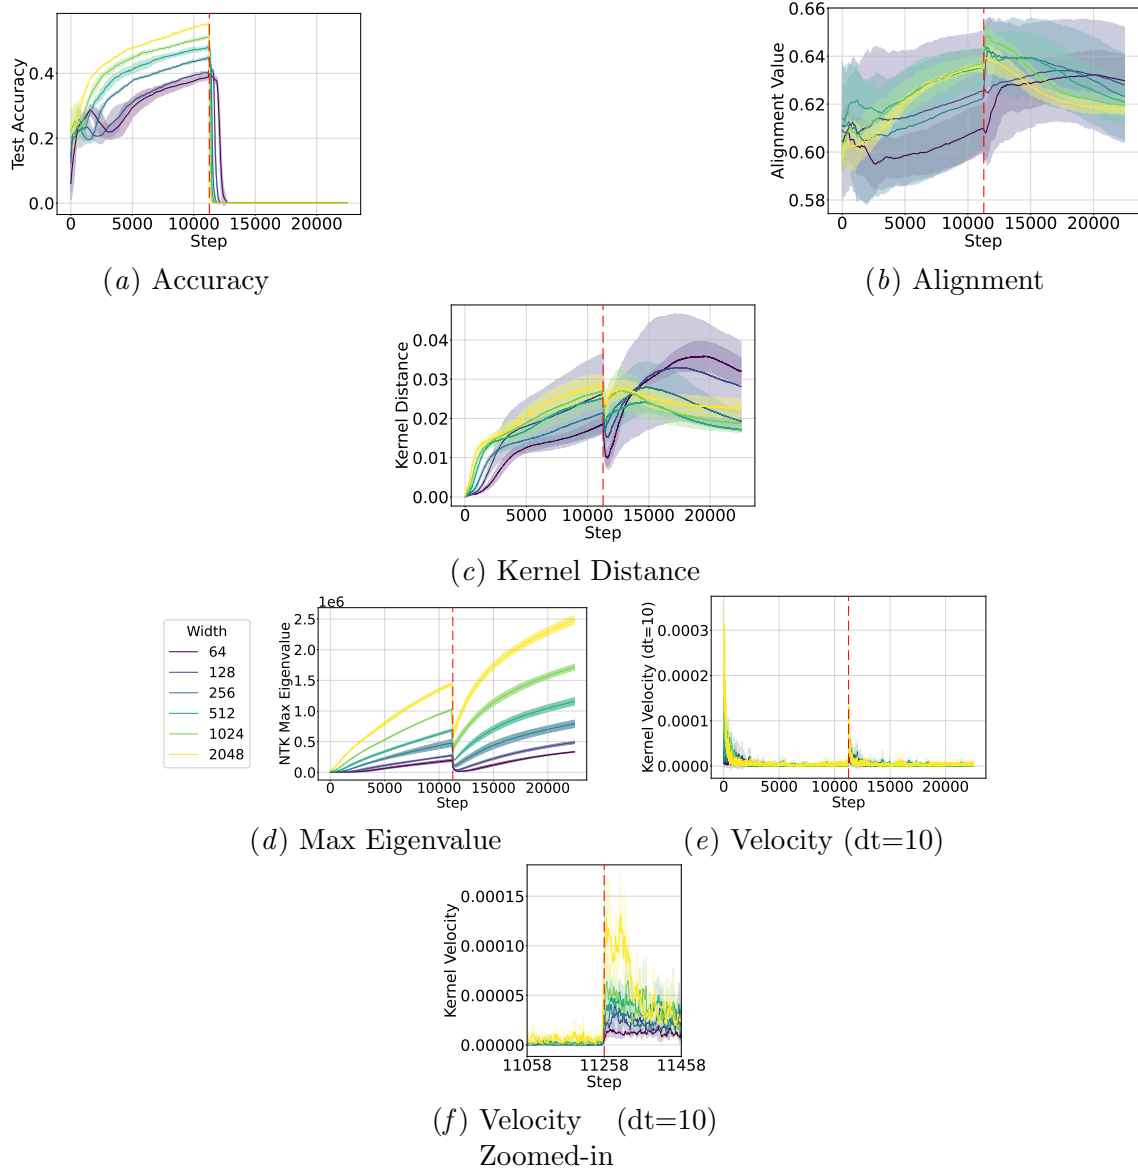 Test Accuracy
0.4
0.2
0.0
0 5000 10000 15000 20000
Step
(a) Accuracy
Alignment Value
0.66
0.64
0.62
0.60
0.58
0 5000 10000 15000 20000
Step
(b) Alignment
Kernel Distance
0.04
0.03
0.02
0.01
0.00
0 5000 10000 15000 20000
Step
(c) Kernel Distance
Width
64
128
256
512
1024
2048
1e6
NTK Max Eigenvalue
2.5
2.0
1.5
1.0
0.5
0.0
0 5000 10000 15000 20000
Step
(d) Max Eigenvalue
Kernel Velocity (dt=10)
0.0003
0.0002
0.0001
0.0000
0 5000 10000 15000 20000
Step
(e) Velocity (dt=10)
Kernel Velocity
0.00015
0.00010
0.00005
0.00000
11058 11258 11458
Step
(f) Velocity (dt=10)
Zoomed-in